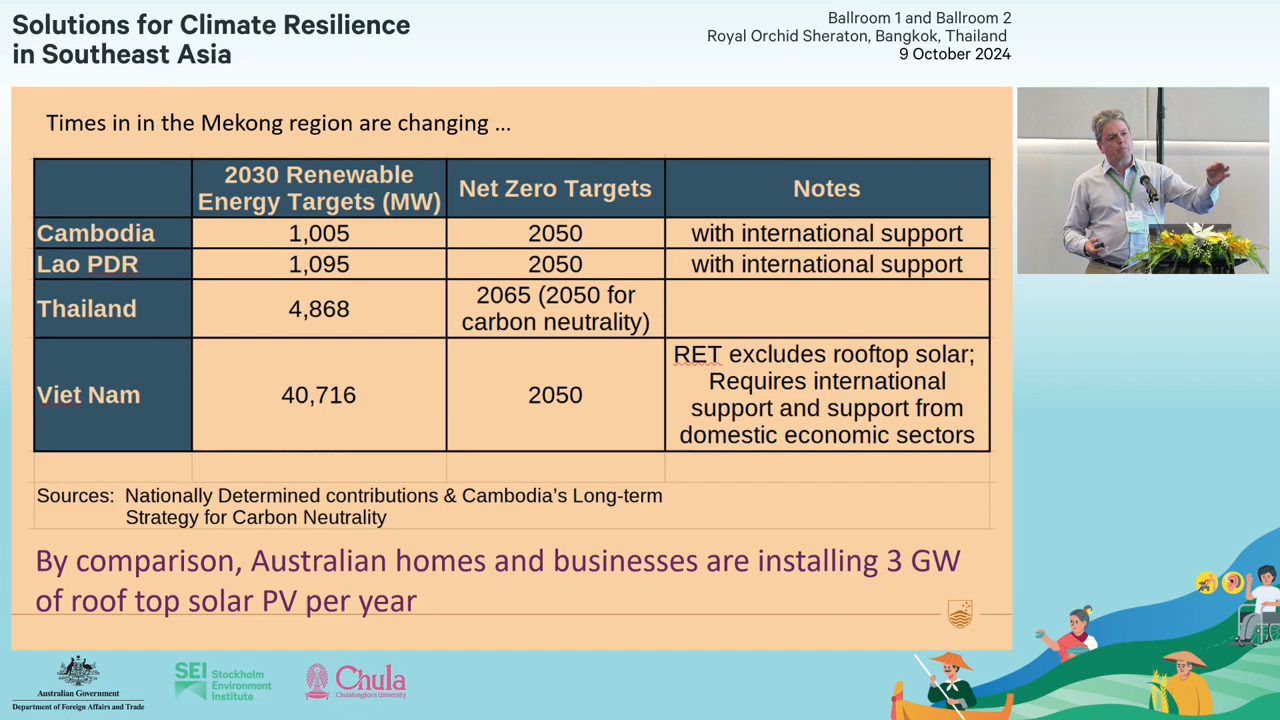 Solutions for Climate Resilience
in Southeast Asia
Ballroom 1 and Ballroom 2
Royal Orchid Sheraton, Bangkok, Thailand
9 October 2024
Times in in the Mekong region are changing ...
2030 Renewable
Energy Targets (MW)
Net Zero Targets
Notes
Cambodia
1,005
2050
with international support
Lao PDR
1,095
2050
with international support
Thailand
4,868
2065 (2050 for
carbon neutrality)
Viet Nam
40,716
2050
RET excludes rooftop solar;
Requires international
support and support from
domestic economic sectors
Sources: Nationally Determined contributions & Cambodia's Long-term
Strategy for Carbon Neutrality
By comparison, Australian homes and businesses are installing 3 GW
of roof top solar PV per year
Australian Government
Department of Foreign Affairs and Trade
SEI
Stockholm
Environment
Institute
Chula
Chulalongkorn University